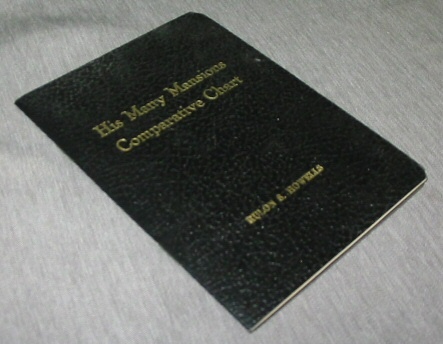 His Many Mansions
Comparative Chart
RULON S. HOWELLS